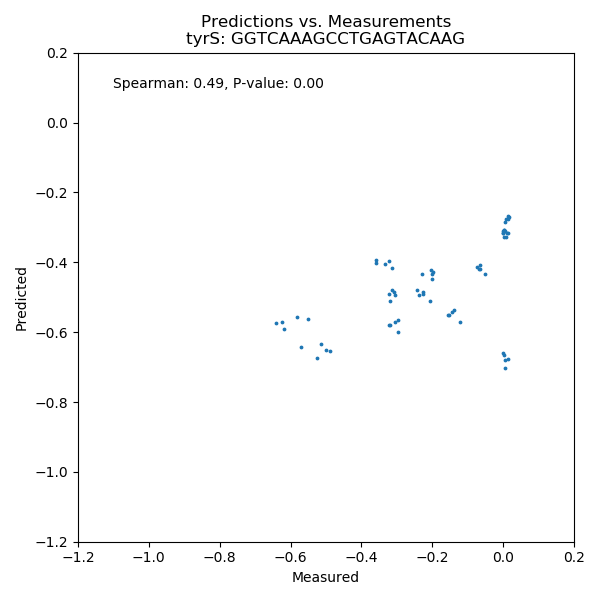 Predictions vs. Measurements
tyrS: GGTCAAAGCCTGAGTACAAG
Spearman: 0.49, P-value: 0.00
0.2
0.0
−0.2
−0.4
−0.6
−0.8
−1.0
−1.2
Predicted
−1.2 −1.0 −0.8 −0.6 −0.4 −0.2 0.0 0.2
Measured